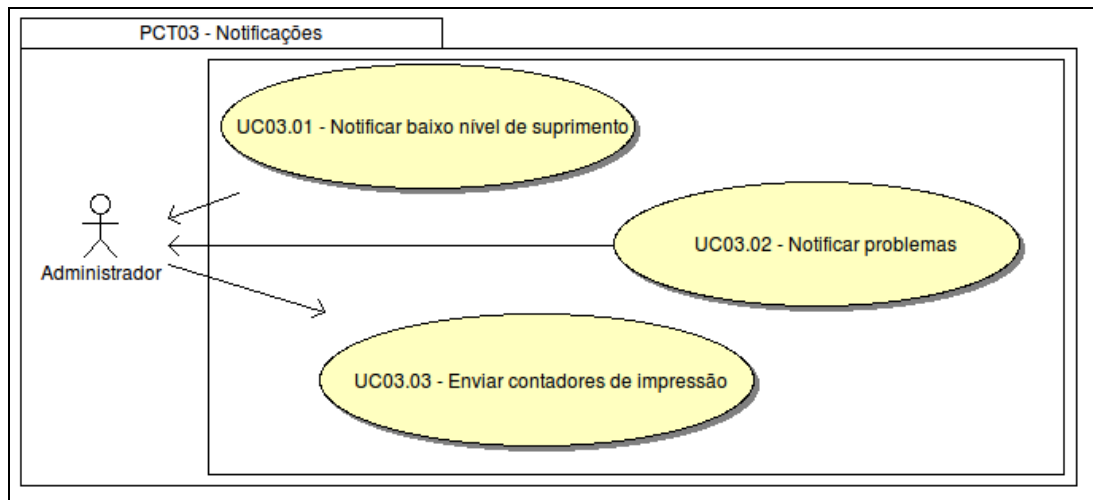 PCT03 - Notificações
UC03.01 - Notificar baixo nível de suprimento
UC03.02 - Notificar problemas
Administrador
UC03.03 - Enviar contadores de impressão